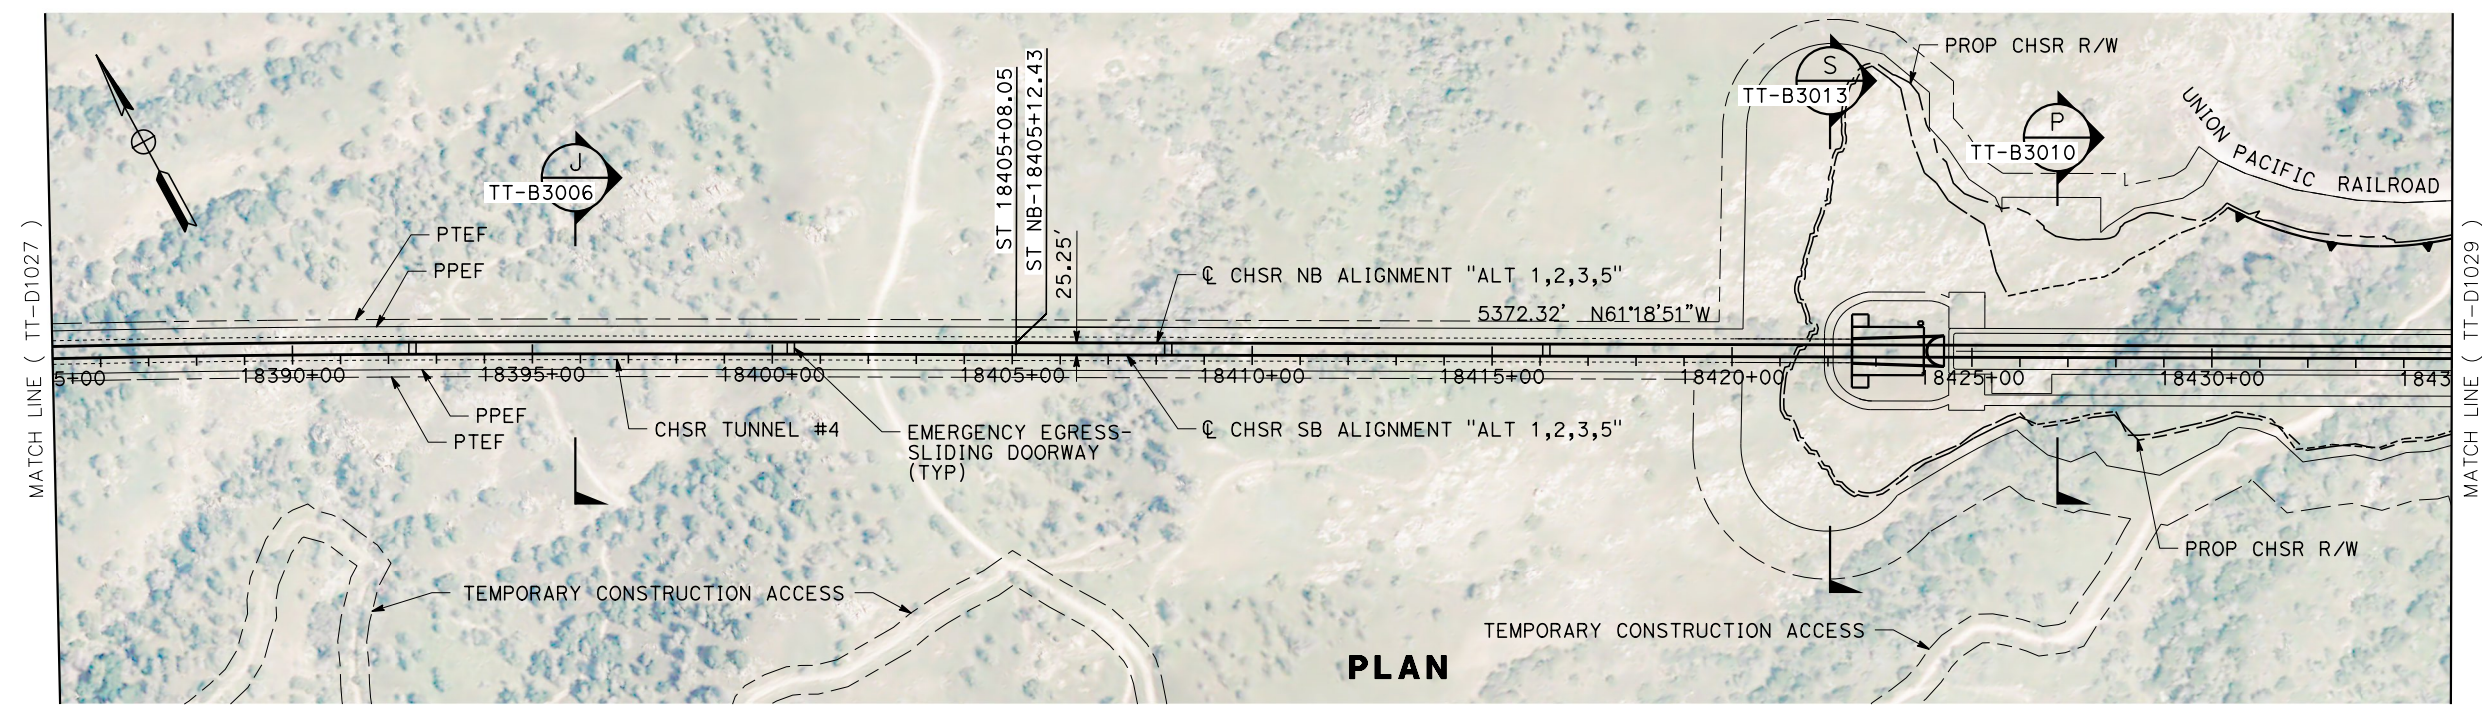 PROP CHSR R/W
S
TT-B3013
P
TT-B3010
UNION PACIFIC RAILROAD
J
TT-B3006
ST 18405+08.05
ST NB-18405+12.43
25.25'
MATCH LINE ( TT-D1027 )
MATCH LINE ( TT-D1029 )
PTEF
PPEF
℄ CHSR NB ALIGNMENT "ALT 1,2,3,5"
5372.32' N61°18'51"W
5+00
18390+00
18395+00
18400+00
18405+00
18410+00
18415+00
18420+00
18425+00
18430+00
1843
PPEF
PTEF
CHSR TUNNEL #4
EMERGENCY EGRESS-
SLIDING DOORWAY
(TYP)
℄ CHSR SB ALIGNMENT "ALT 1,2,3,5"
PROP CHSR R/W
TEMPORARY CONSTRUCTION ACCESS
TEMPORARY CONSTRUCTION ACCESS
PLAN